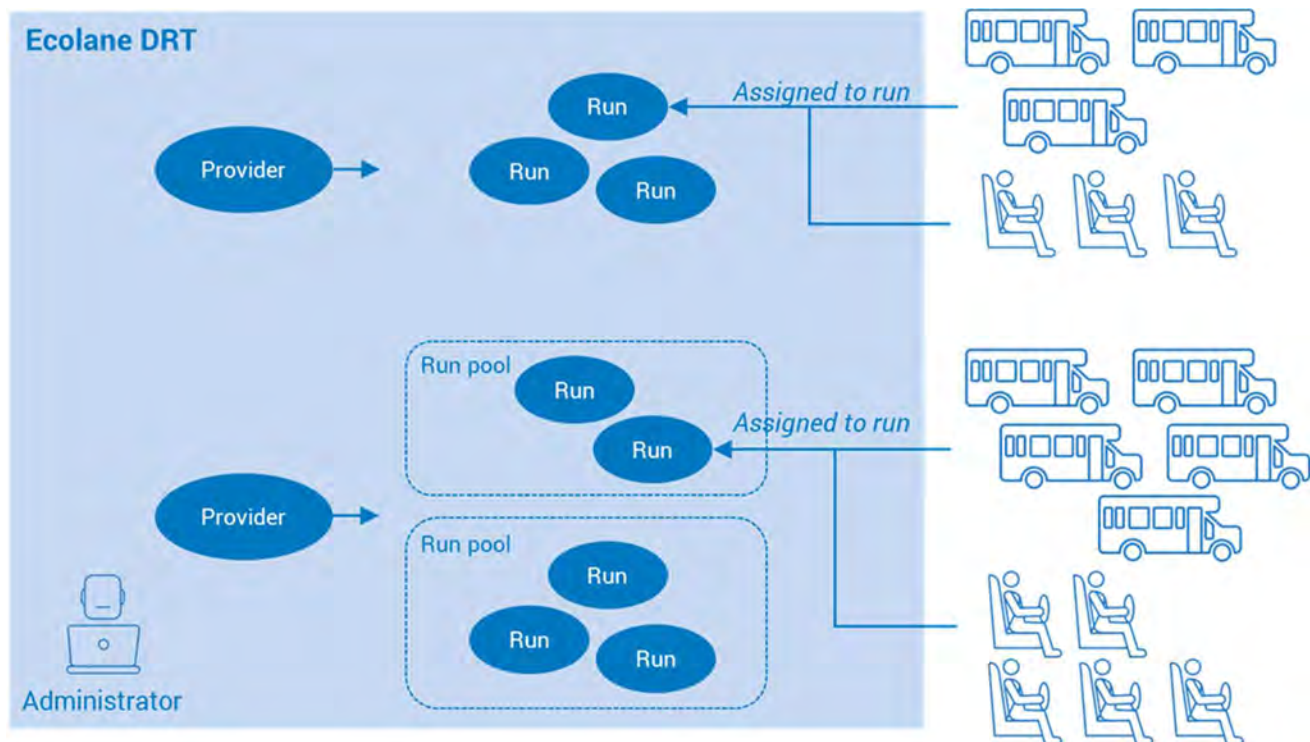 Ecolane DRT
Provider
Run
Run
Run
Assigned to run
Provider
Run pool
Run
Run
Assigned to run
Run pool
Run
Run
Run
Administrator